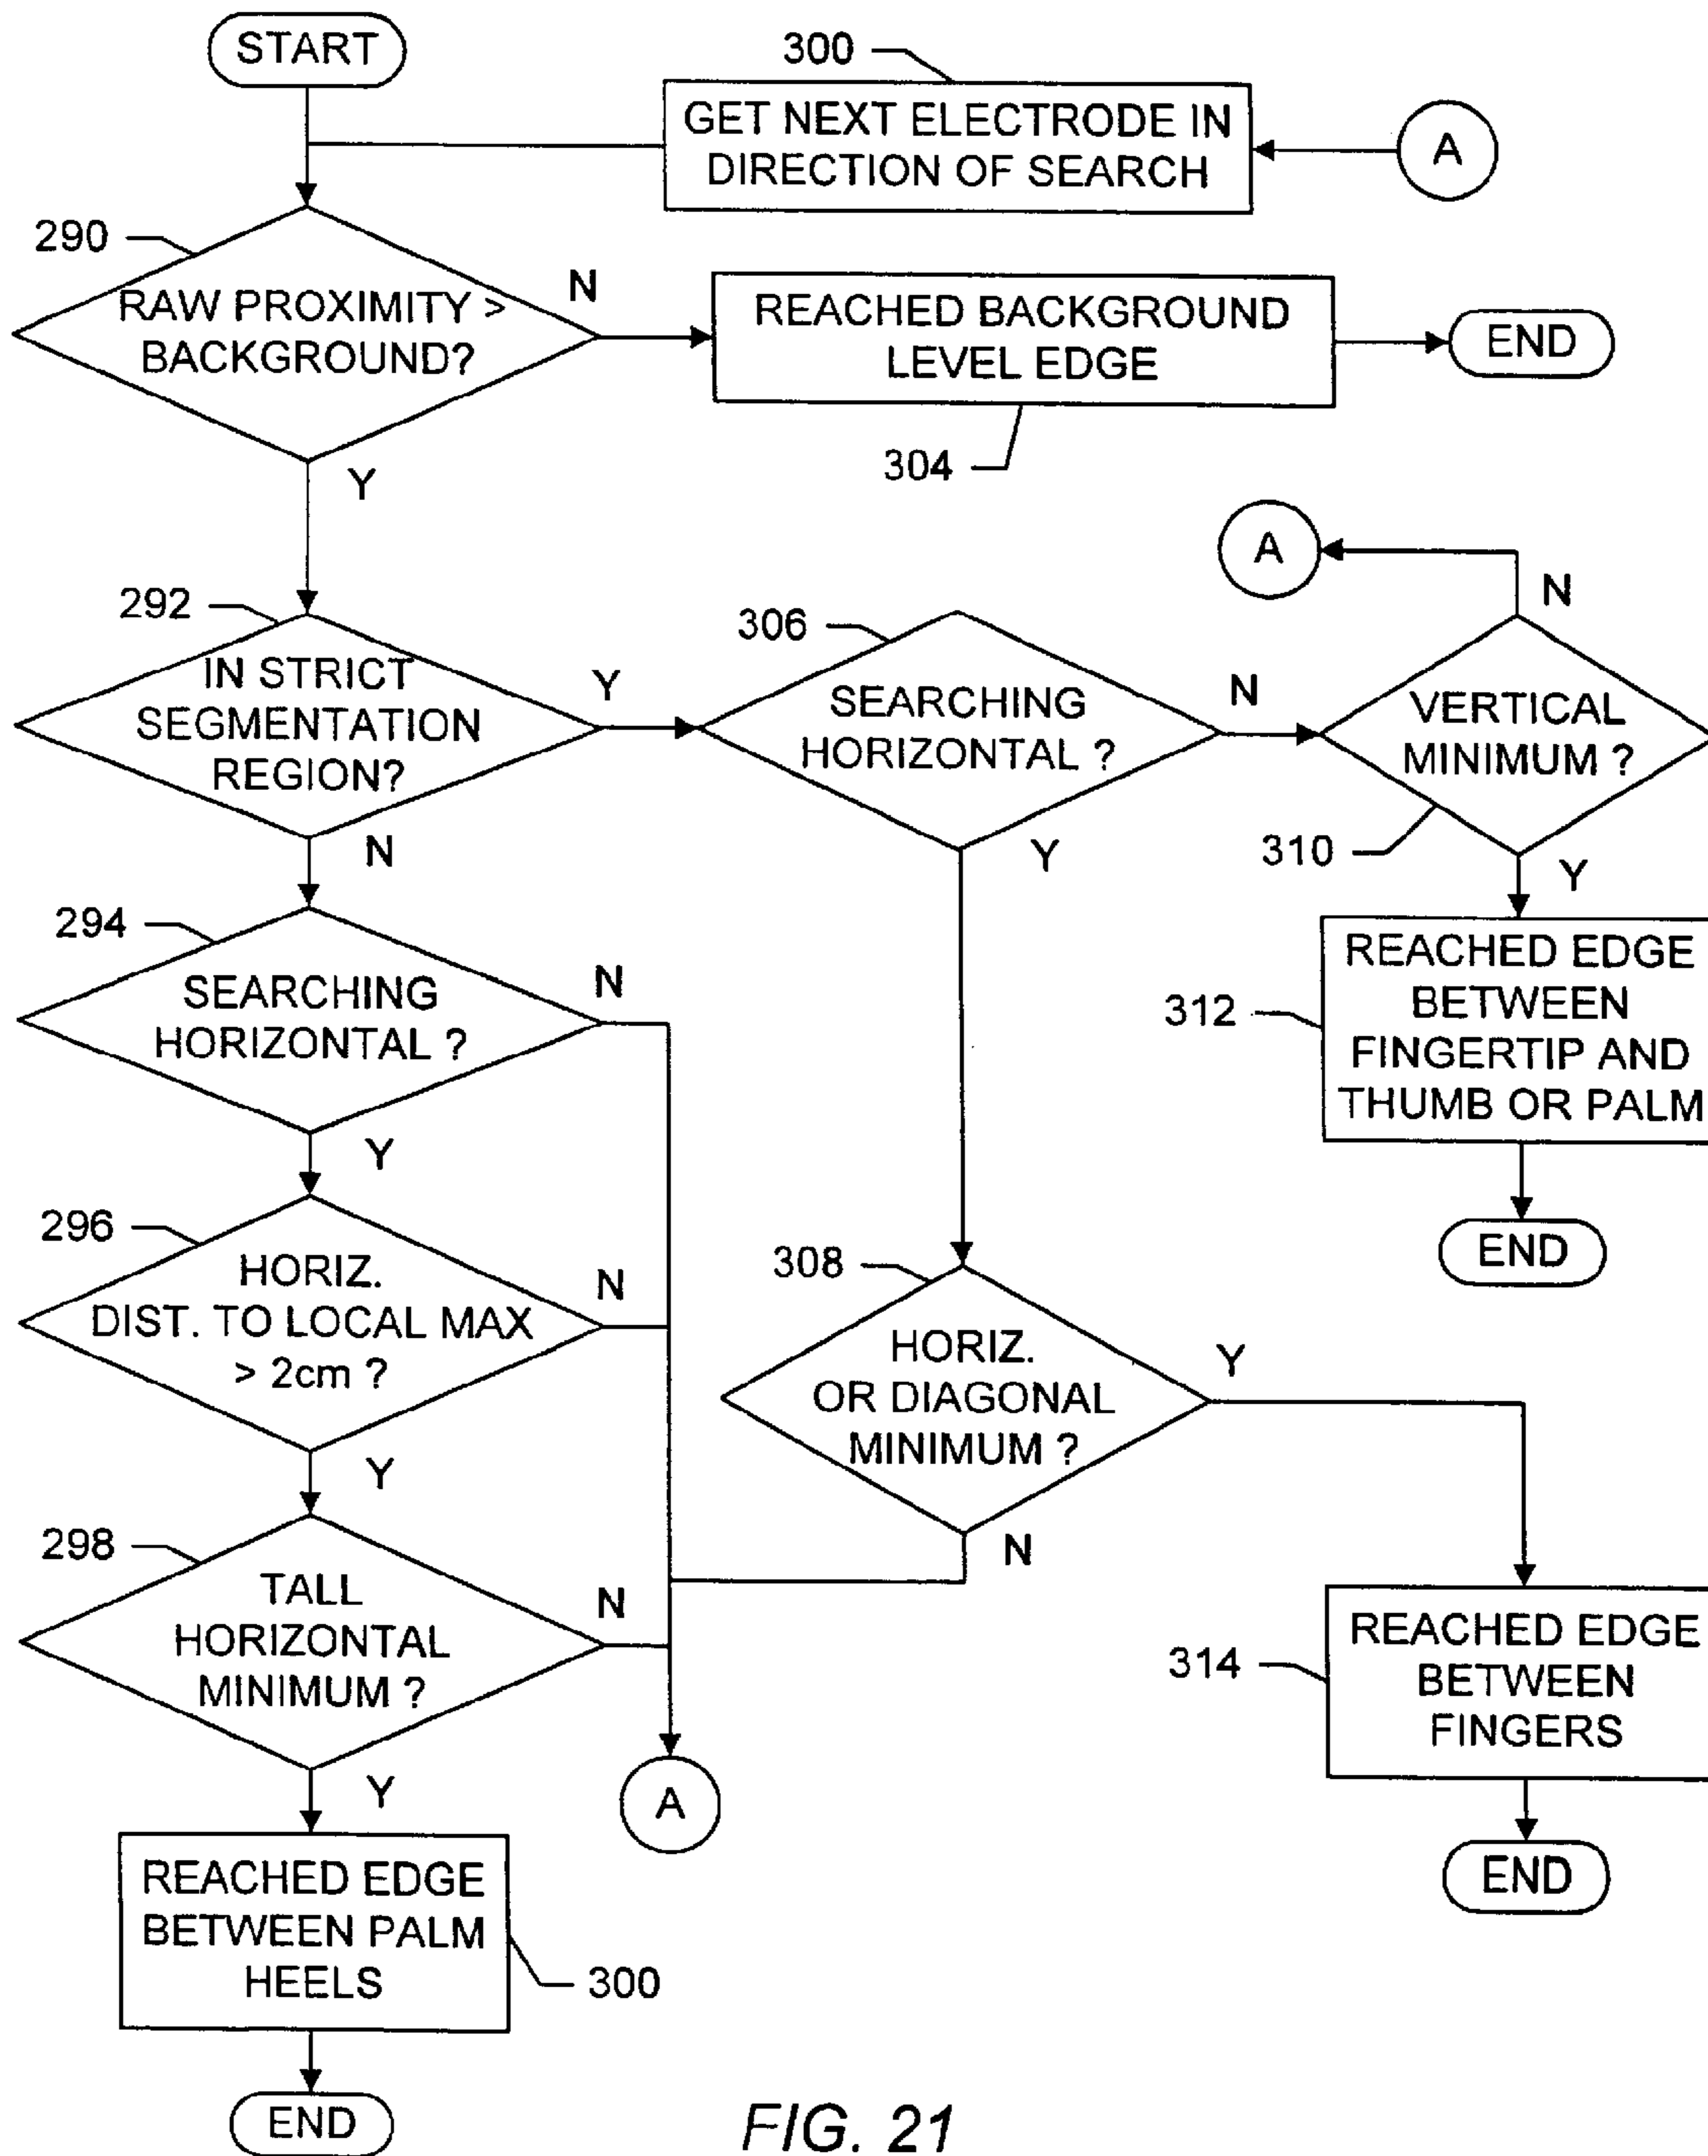 START
300
GET NEXT ELECTRODE IN
DIRECTION OF SEARCH
A
290
RAW PROXIMITY >
BACKGROUND?
N
REACHED BACKGROUND
LEVEL EDGE
END
304
Y
A
N
292
IN STRICT
SEGMENTATION
REGION?
Y
306
SEARCHING
HORIZONTAL ?
N
VERTICAL
MINIMUM ?
310
Y
N
Y
294
SEARCHING
HORIZONTAL ?
N
312
REACHED EDGE
BETWEEN
FINGERTIP AND
THUMB OR PALM
END
Y
296
HORIZ.
DIST. TO LOCAL MAX
> 2cm ?
N
308
HORIZ.
OR DIAGONAL
MINIMUM ?
Y
N
Y
298
TALL
HORIZONTAL
MINIMUM ?
N
314
REACHED EDGE
BETWEEN
FINGERS
END
A
Y
REACHED EDGE
BETWEEN PALM
HEELS
300
END
FIG. 21